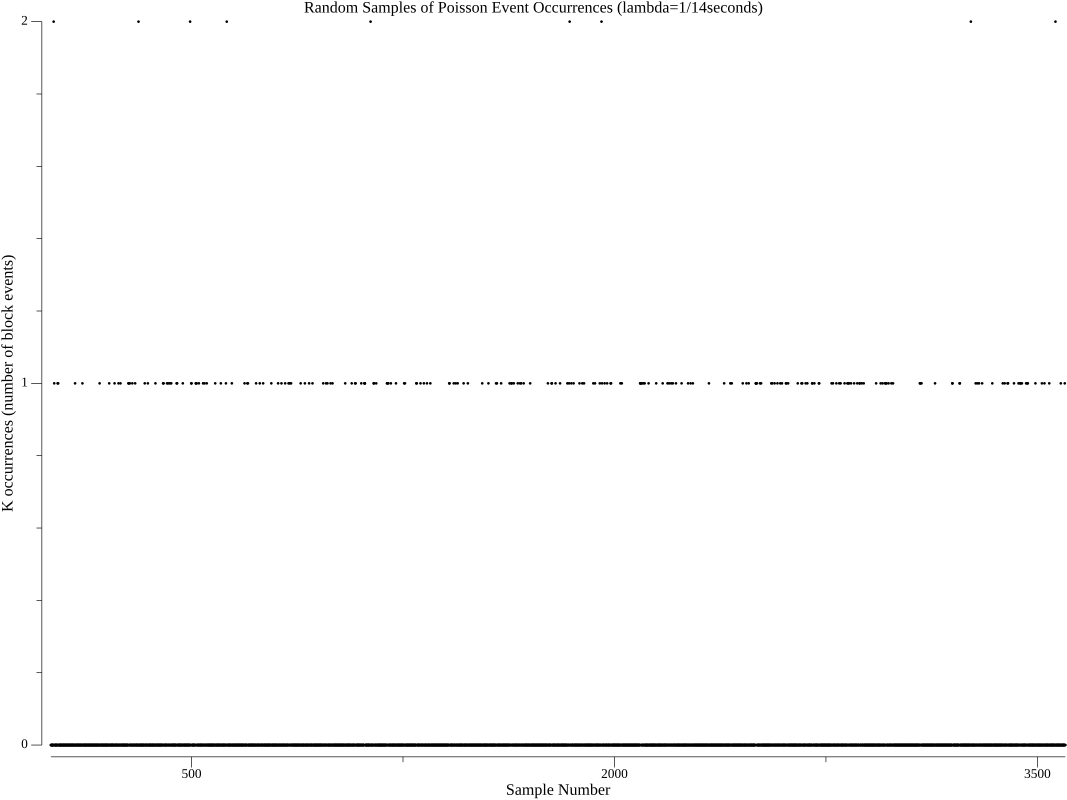 Random Samples of Poisson Event Occurrences (lambda=1/14seconds)
2
K occurrences (number of block events)
1
0
500
2000
3500
Sample Number